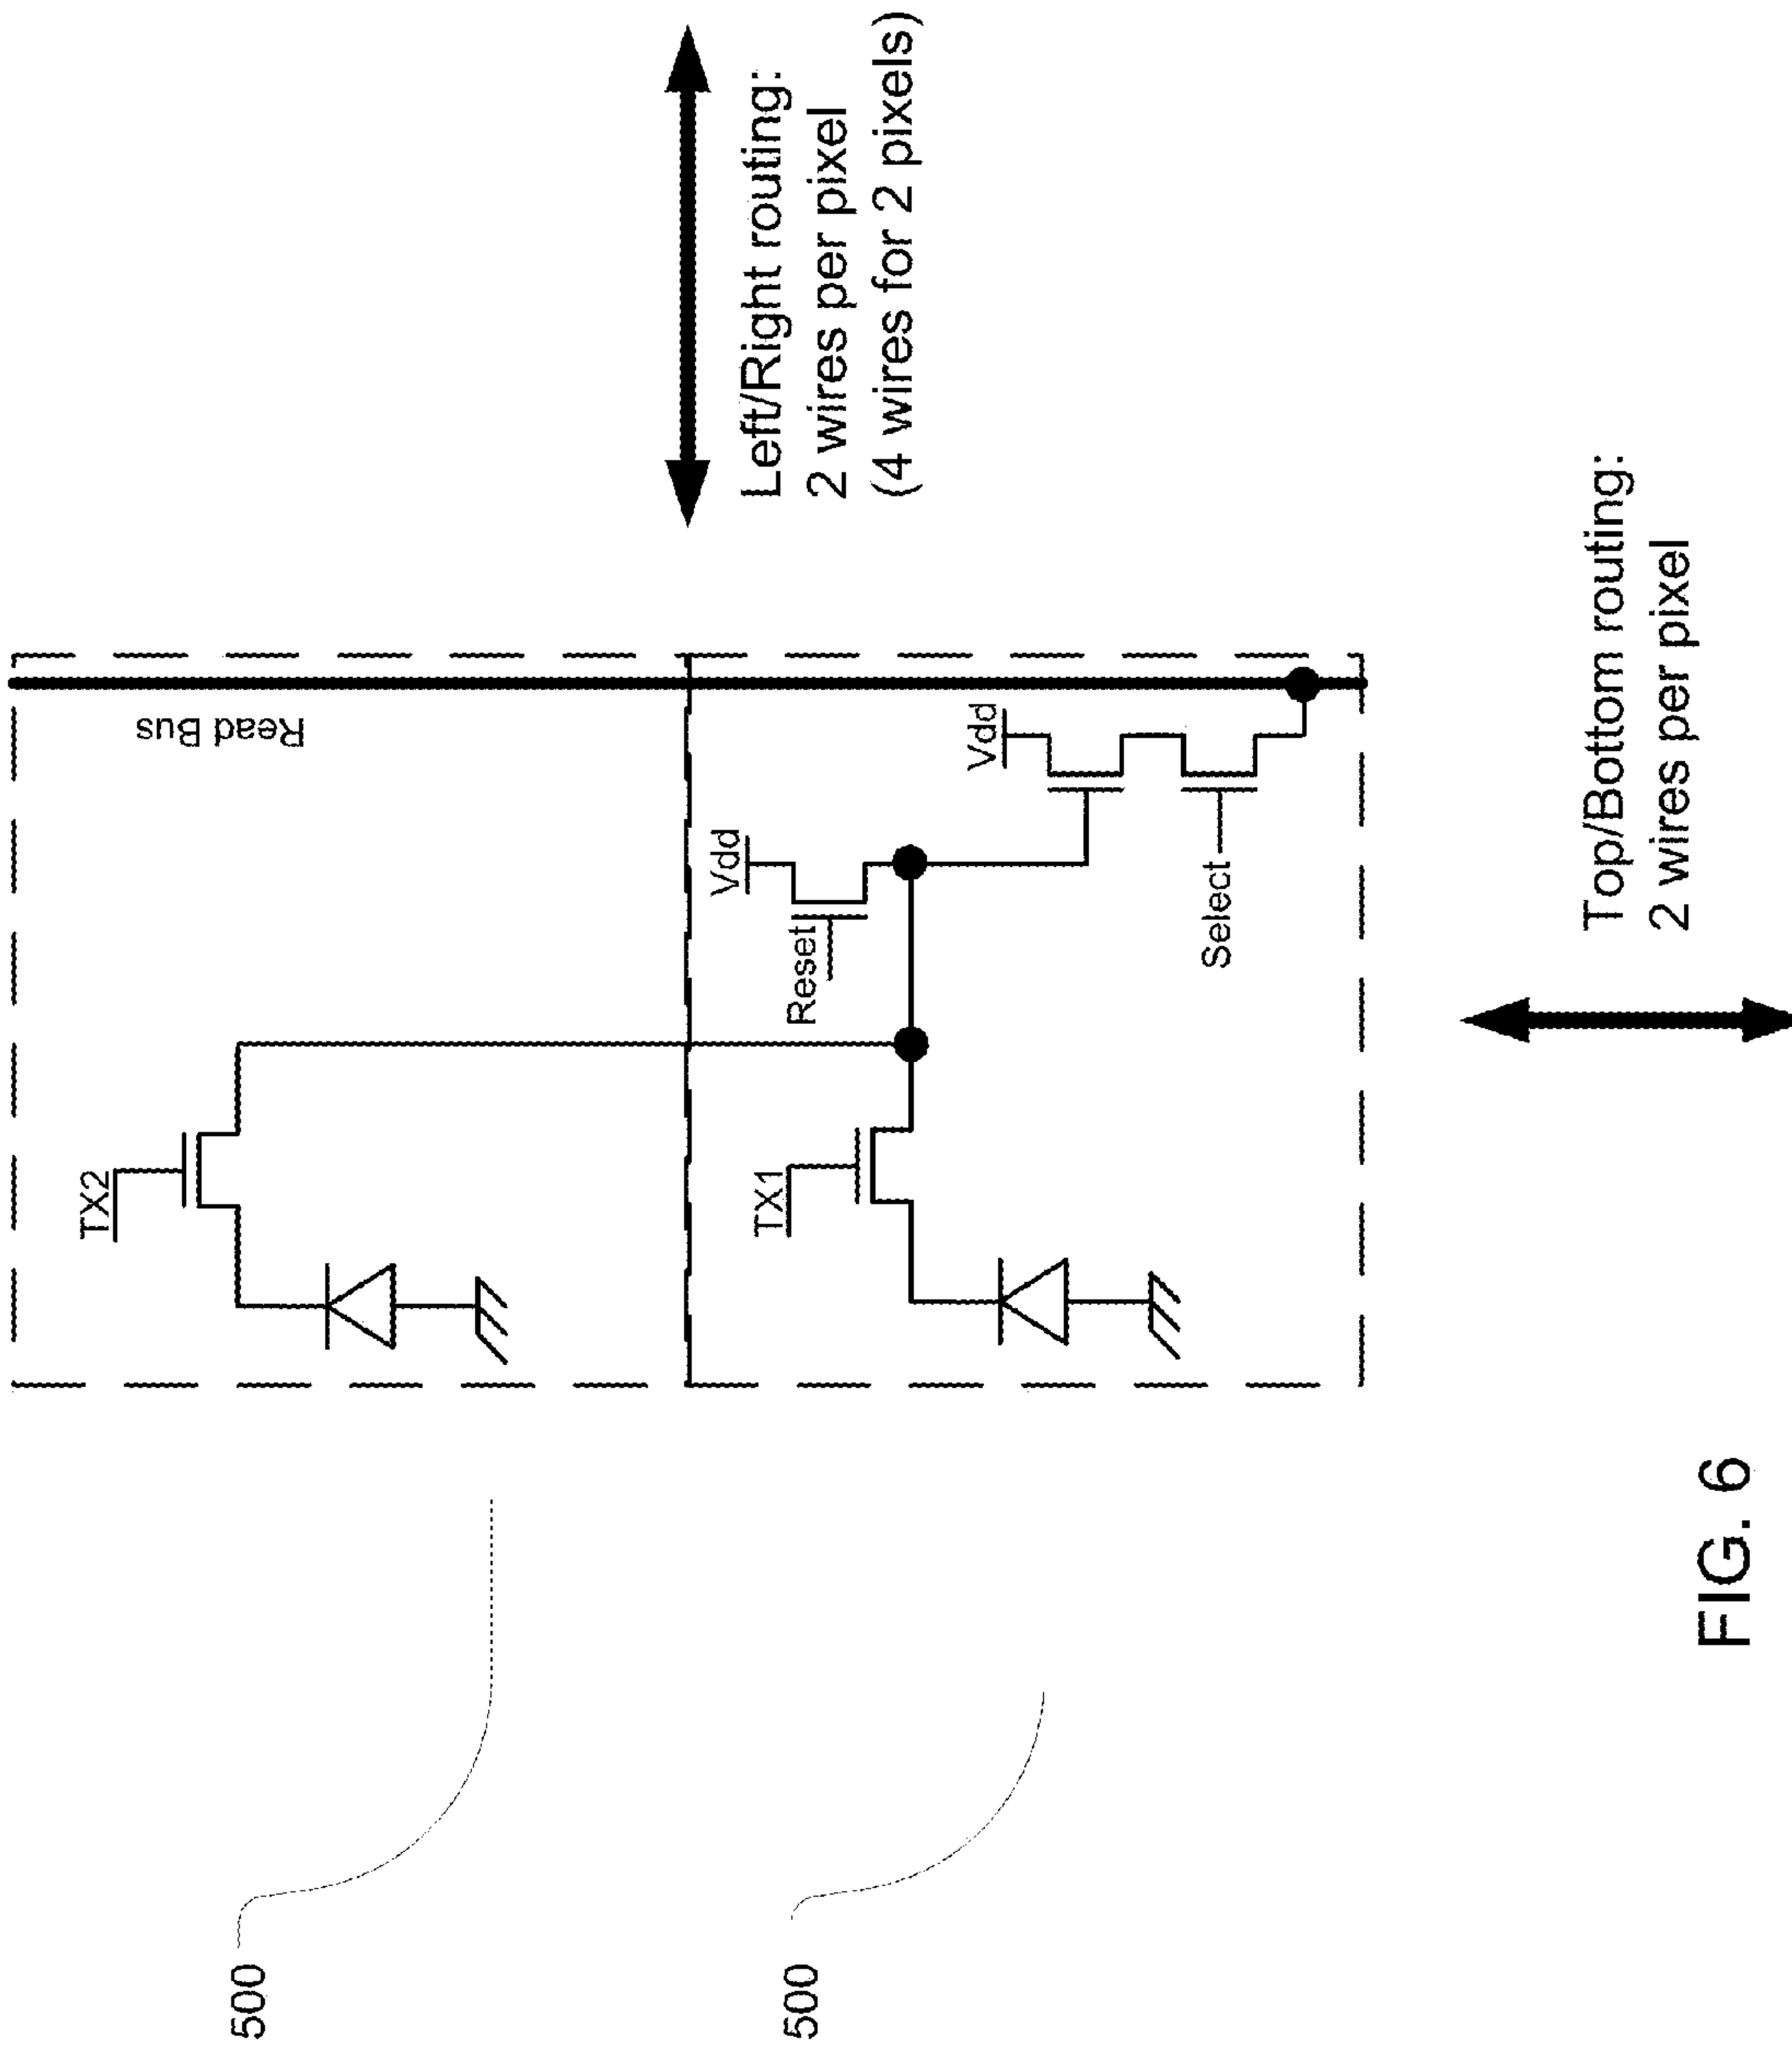 500
500
TX2
TX1
Reset
Vdd
Select
Vdd
Read Bus
Left/Right routing:
2 wires per pixel
(4 wires for 2 pixels)
Top/Bottom routing:
2 wires per pixel
FIG. 6